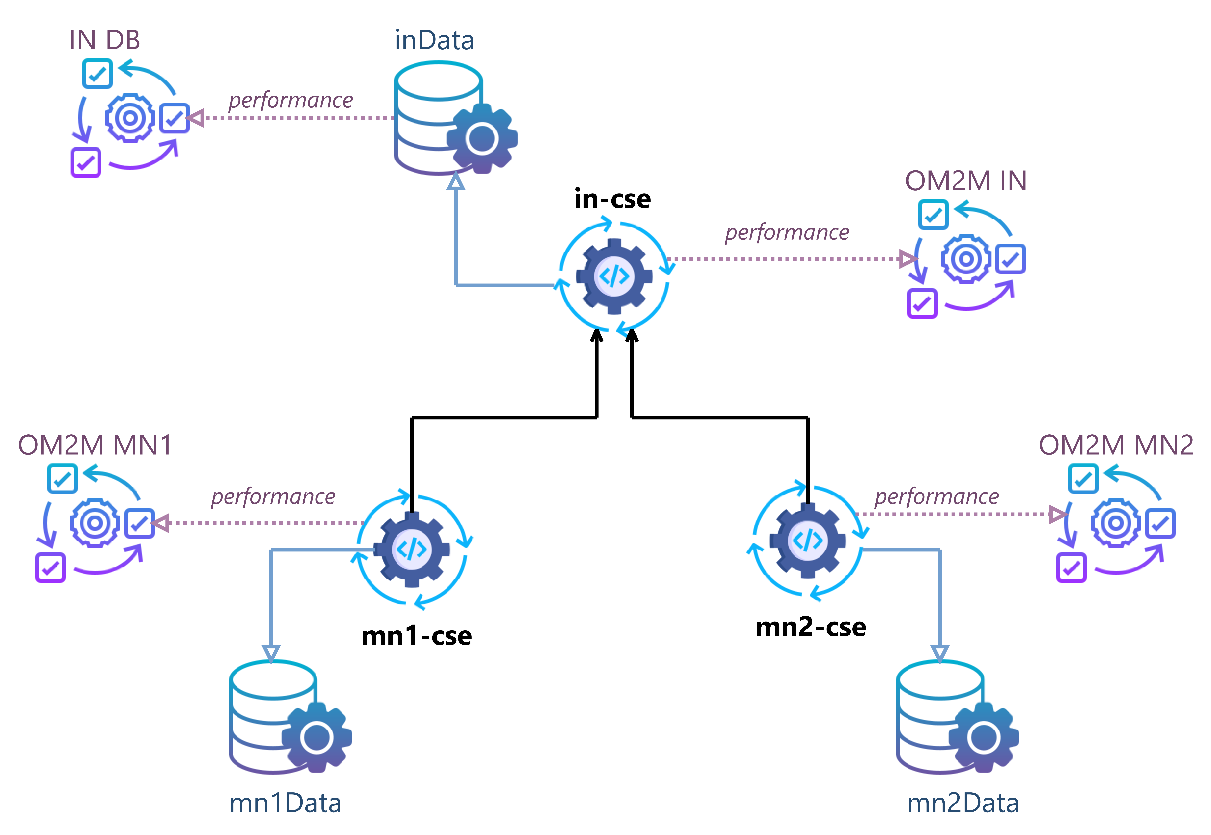 IN DB
inData
performance
in-cse
OM2M IN
performance
OM2M MN1
performance
OM2M MN2
performance
mn1-cse
mn2-cse
mn1Data
mn2Data